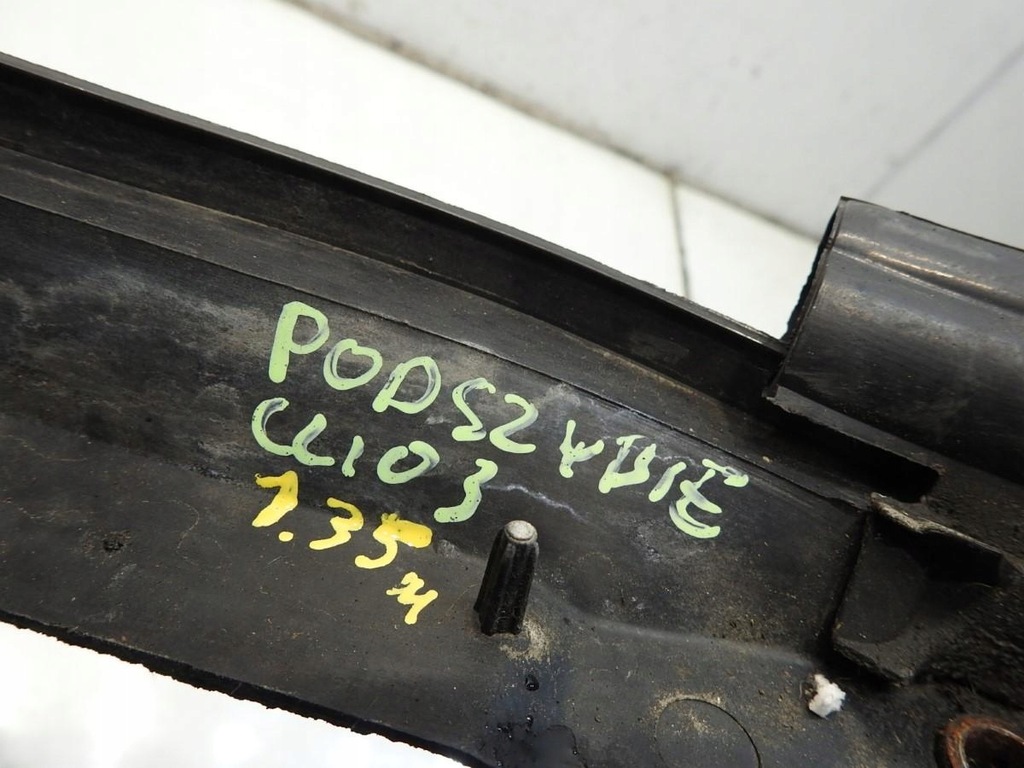 PODSZYBIE
CLIO 3
1.35 M